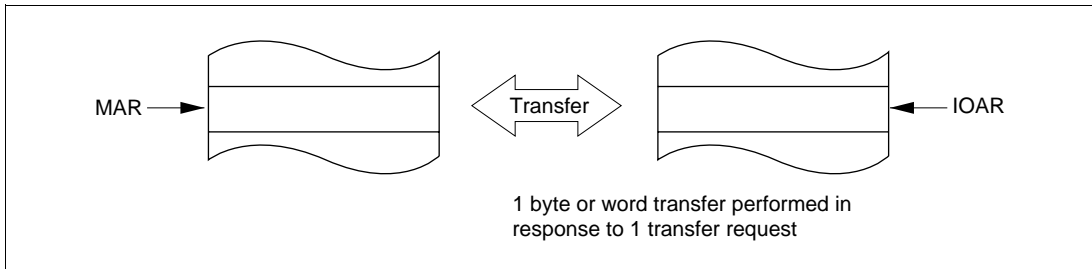 MAR
Transfer
IOAR
1 byte or word transfer performed in
response to 1 transfer request